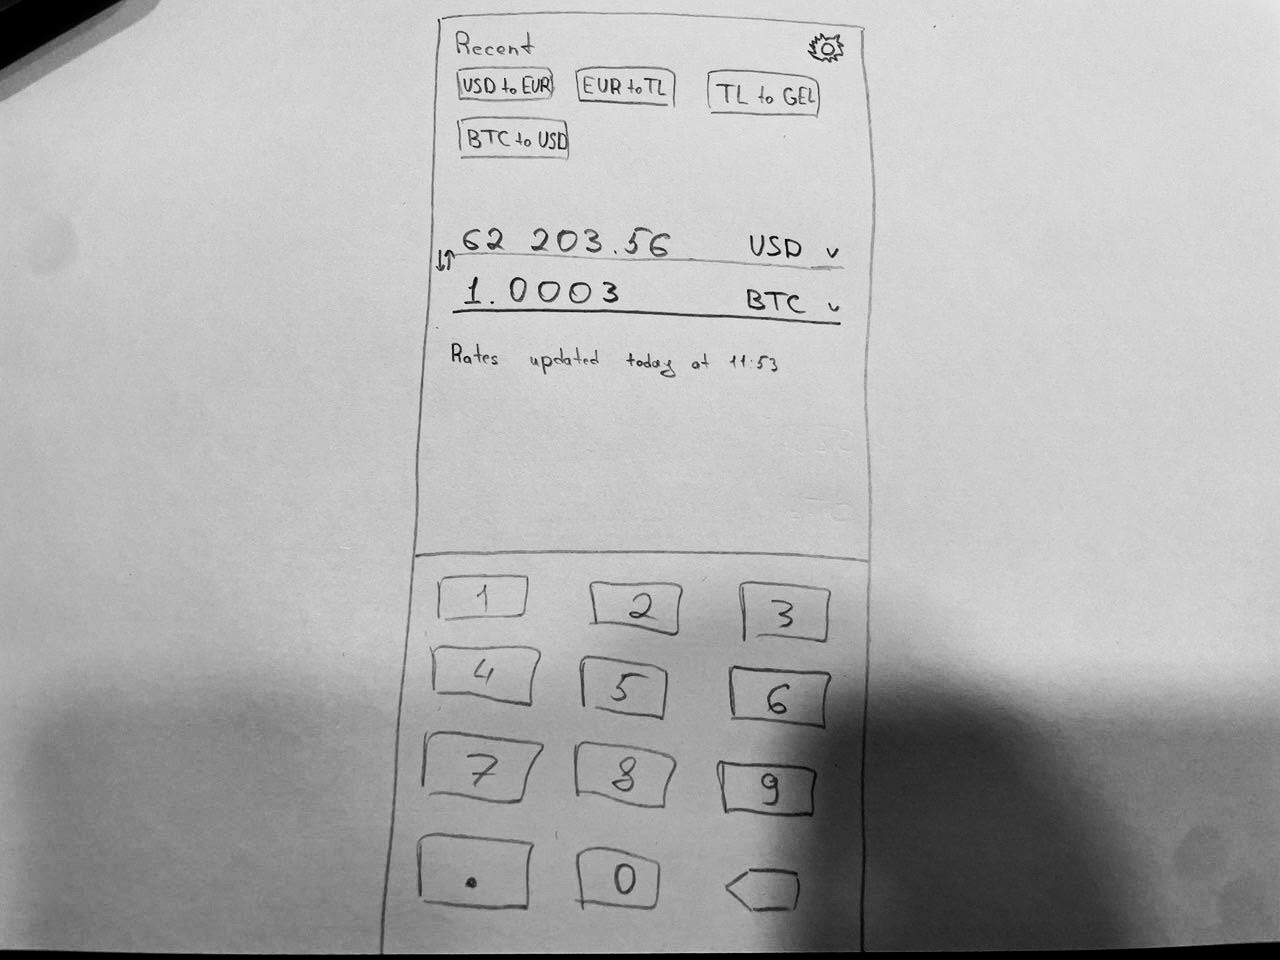 Recent
USD to EUR EUR to TL TL to GEL
BTC to USD
62 203.56 USD
1.0003 BTC
Rates updated today at 11:53
1 2 3
4 5 6
7 8 9
. 0